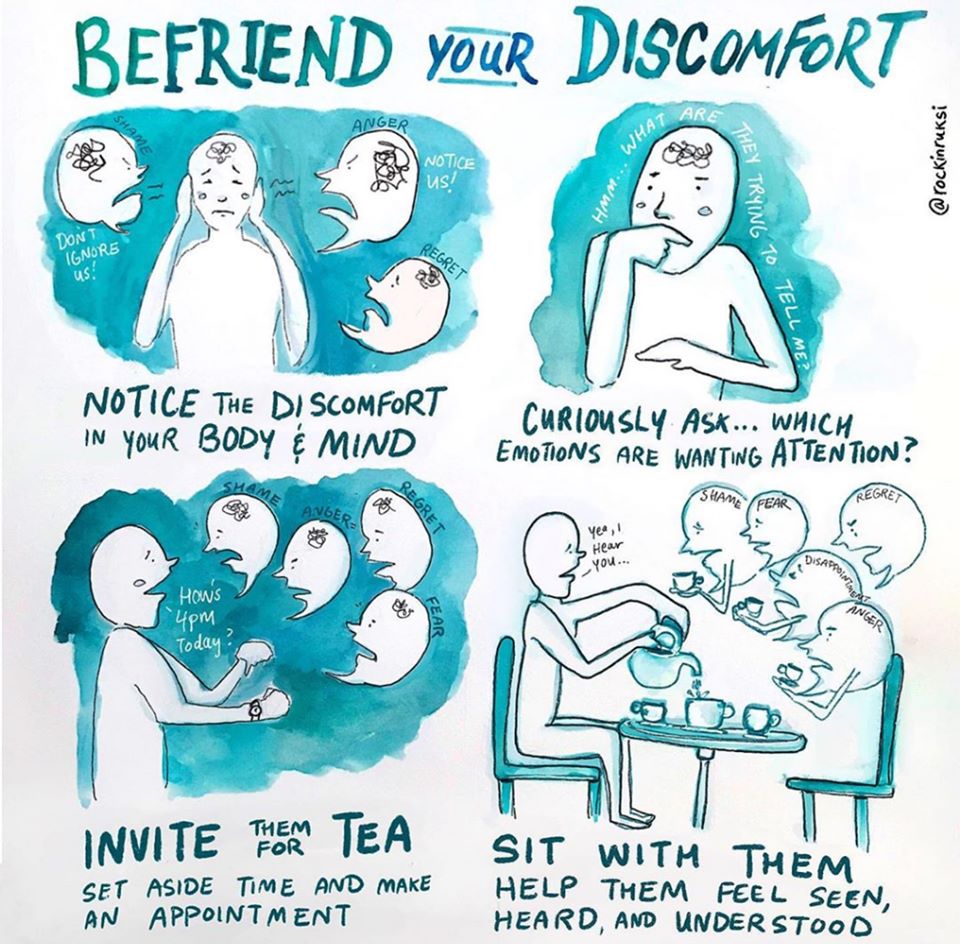 BEFRIEND YOUR DISCOMFORT
@rockinruksi
SHAME
DON'T
IGNORE
US!
ANGER
NOTICE
US!
REGRET
NOTICE THE DISCOMFORT
IN YOUR BODY & MIND
HMM... WHAT ARE THEY TRYING TO TELL ME?
CURIOUSLY ASK... WHICH
EMOTIONS ARE WANTING ATTENTION?
SHAME
ANGER
REGRET
FEAR
How's
4pm
Today?
INVITE THEM FOR TEA
SET ASIDE TIME AND MAKE
AN APPOINTMENT
Yea, I
Hear
You...
SHAME
FEAR
REGRET
DISAPPOINTMENT
ANGER
SIT WITH THEM
HELP THEM FEEL SEEN,
HEARD, AND UNDERSTOOD